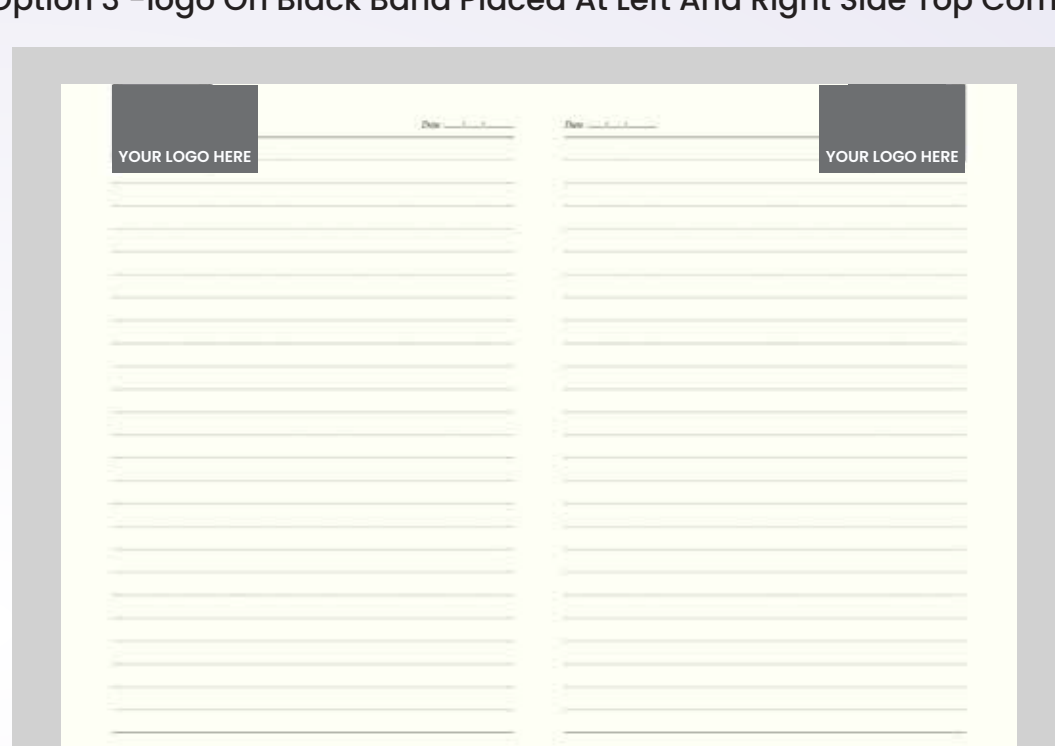 Option 3 -logo On Black Band Placed At Left And Right Side Top Corn
Date
Date
YOUR LOGO HERE
YOUR LOGO HERE